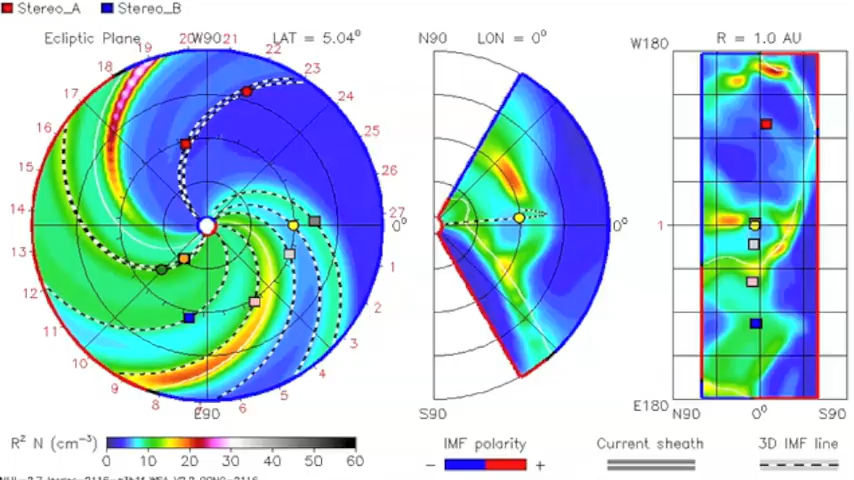 Stereo_A Stereo_B
Ecliptic Plane W90 LAT = 5.04° N90 LON = 0° R = 1.0 AU
W180
20 21
19 22
18 23
17 24
16 25
15 26
14 27
0° 0° 1
13 1
12 2
11 3
10 4
9 5
8 6
7
E90 S90 E180 N90 0° S90
R² N (cm⁻³) IMF polarity Current sheath 3D IMF line
0 10 20 30 40 50 60 - +